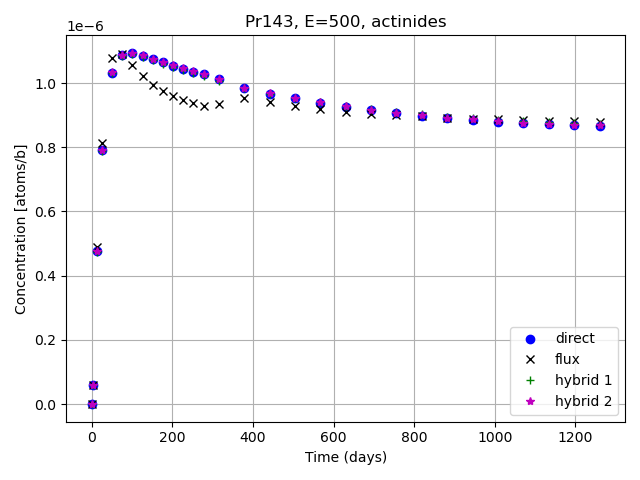 Pr143, E=500, actinides
1e−6
1.0
0.8
0.6
0.4
0.2
0.0
Concentration [atoms/b]
direct
flux
hybrid 1
hybrid 2
0 200 400 600 800 1000 1200
Time (days)